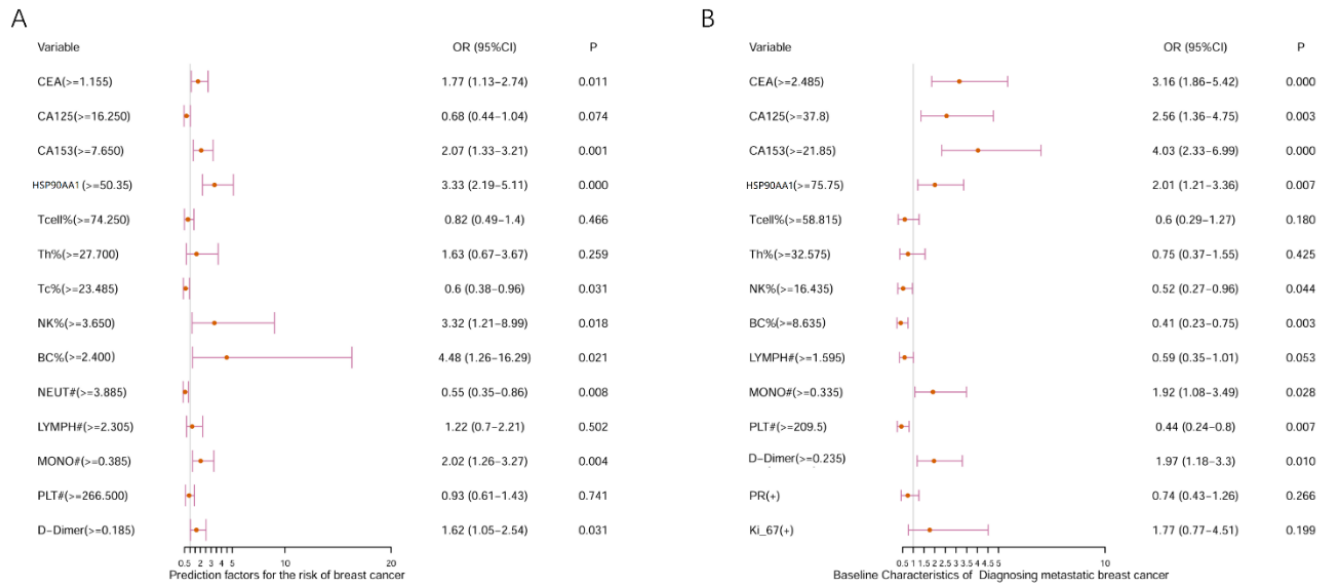 A
Variable OR (95%CI) P
CEA(>=1.155) 1.77 (1.13−2.74) 0.011
CA125(>=16.250) 0.68 (0.44−1.04) 0.074
CA153(>=7.650) 2.07 (1.33−3.21) 0.001
HSP90AA1(>=50.35) 3.33 (2.19−5.11) 0.000
Tcell%(>=74.250) 0.82 (0.49−1.4) 0.466
Th%(>=27.700) 1.63 (0.67−3.67) 0.259
Tc%(>=23.485) 0.6 (0.38−0.96) 0.031
NK%(>=3.650) 3.32 (1.21−8.99) 0.018
BC%(>=2.400) 4.48 (1.26−16.29) 0.021
NEUT#(>=3.885) 0.55 (0.35−0.86) 0.008
LYMPH#(>=2.305) 1.22 (0.7−2.21) 0.502
MONO#(>=0.385) 2.02 (1.26−3.27) 0.004
PLT#(>=266.500) 0.93 (0.61−1.43) 0.741
D−Dimer(>=0.185) 1.62 (1.05−2.54) 0.031
0.5 2 3 4 5 10 20
Prediction factors for the risk of breast cancer
B
Variable OR (95%CI) P
CEA(>=2.485) 3.16 (1.86−5.42) 0.000
CA125(>=37.8) 2.56 (1.36−4.75) 0.003
CA153(>=21.85) 4.03 (2.33−6.99) 0.000
HSP90AA1(>=75.75) 2.01 (1.21−3.36) 0.007
Tcell%(>=58.815) 0.6 (0.29−1.27) 0.180
Th%(>=32.575) 0.75 (0.37−1.55) 0.425
NK%(>=16.435) 0.52 (0.27−0.96) 0.044
BC%(>=8.635) 0.41 (0.23−0.75) 0.003
LYMPH#(>=1.595) 0.59 (0.35−1.01) 0.053
MONO#(>=0.335) 1.92 (1.08−3.49) 0.028
PLT#(>=209.5) 0.44 (0.24−0.8) 0.007
D−Dimer(>=0.235) 1.97 (1.18−3.3) 0.010
PR(+) 0.74 (0.43−1.26) 0.266
Ki_67(+) 1.77 (0.77−4.51) 0.199
0.5 1 1.5 2 2.5 3 3.5 4 4.5 5 10
Baseline Characteristics of Diagnosing metastatic breast cancer